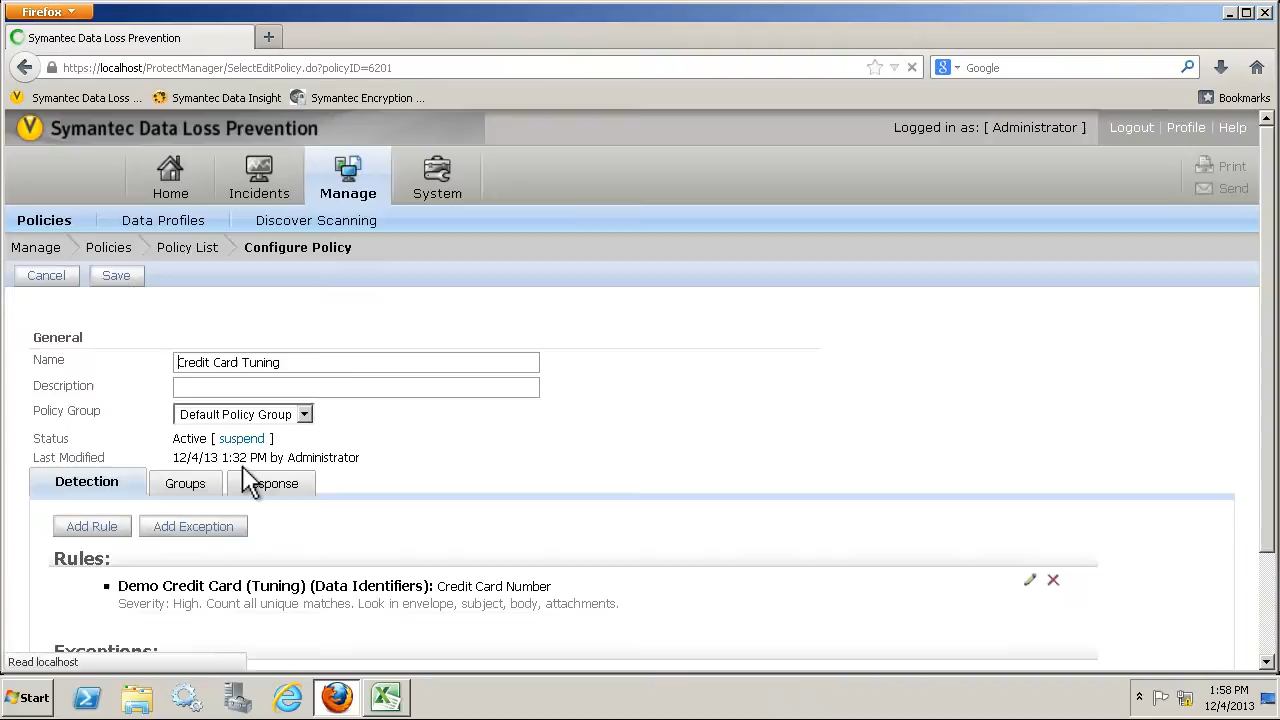 Firefox
Symantec Data Loss Prevention
https://localhost/ProtectManager/SelectEditPolicy.do?policyID=6201
Google
Symantec Data Loss ...
Symantec Data Insight
Symantec Encryption ...
Bookmarks
Symantec Data Loss Prevention
Logged in as: [ Administrator ]
Logout | Profile | Help
Home
Incidents
Manage
System
Print
Send
Policies
Data Profiles
Discover Scanning
Manage
Policies
Policy List
Configure Policy
Cancel
Save
General
Name
Credit Card Tuning
Description
Policy Group
Default Policy Group
Status
Active [ suspend ]
Last Modified
12/4/13 1:32 PM by Administrator
Detection
Groups
sponse
Add Rule
Add Exception
Rules:
Demo Credit Card (Tuning) (Data Identifiers): Credit Card Number
Severity: High. Count all unique matches. Look in envelope, subject, body, attachments.
Exceptions:
Read localhost
Start
1:58 PM
12/4/2013